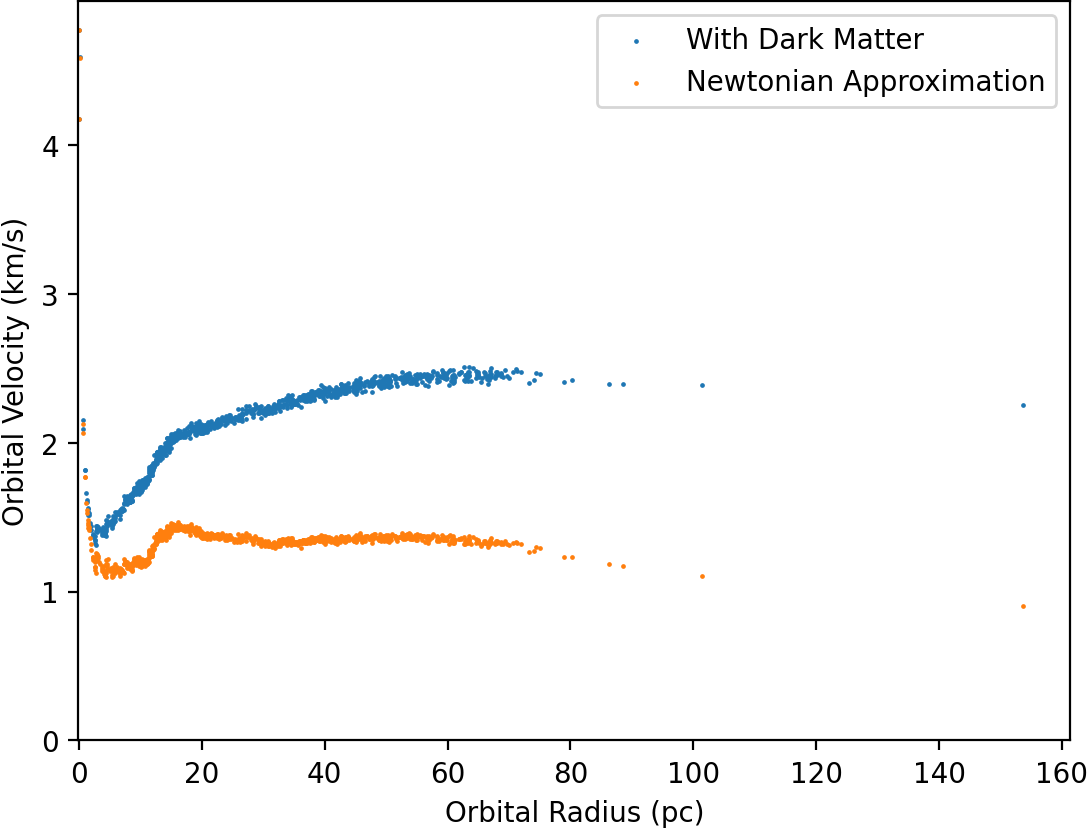 With Dark Matter
Newtonian Approximation
4
3
2
1
0
Orbital Velocity (km/s)
0 20 40 60 80 100 120 140 160
Orbital Radius (pc)